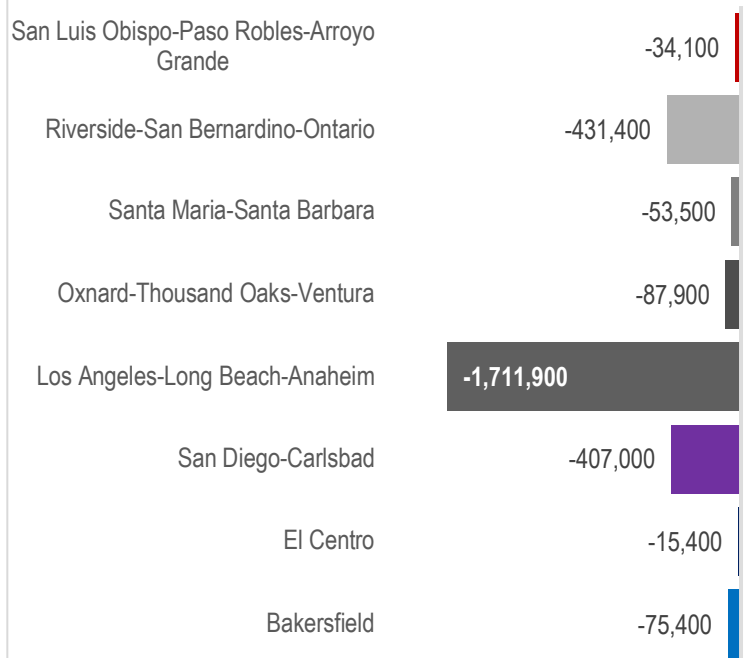 San Luis Obispo-Paso Robles-Arroyo
Grande
-34,100
Riverside-San Bernardino-Ontario
-431,400
Santa Maria-Santa Barbara
-53,500
Oxnard-Thousand Oaks-Ventura
-87,900
Los Angeles-Long Beach-Anaheim
-1,711,900
San Diego-Carlsbad
-407,000
El Centro
-15,400
Bakersfield
-75,400